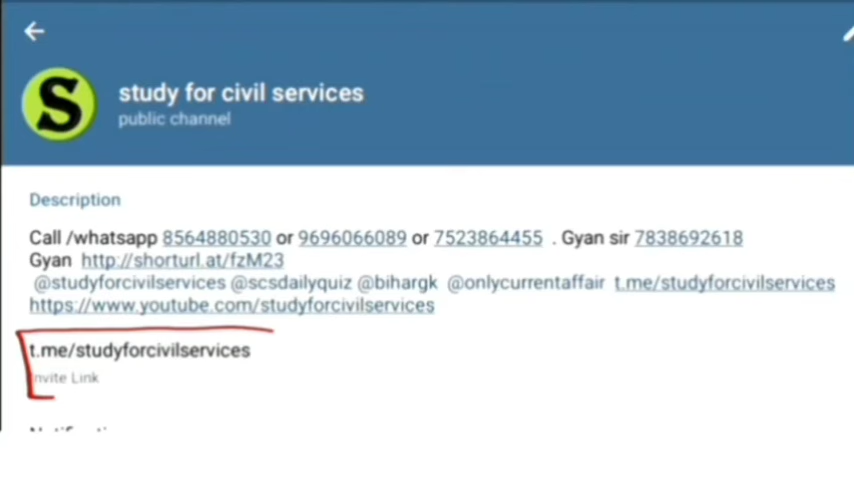 S
study for civil services
public channel
Description
Call /whatsapp 8564880530 or 9696066089 or 7523864455 . Gyan sir 7838692618
Gyan http://shorturl.at/fzM23
@studyforcivilservices @scsdailyquiz @bihargk @onlycurrentaffair t.me/studyforcivilservices
https://www.youtube.com/studyforcivilservices
t.me/studyforcivilservices
Invite Link